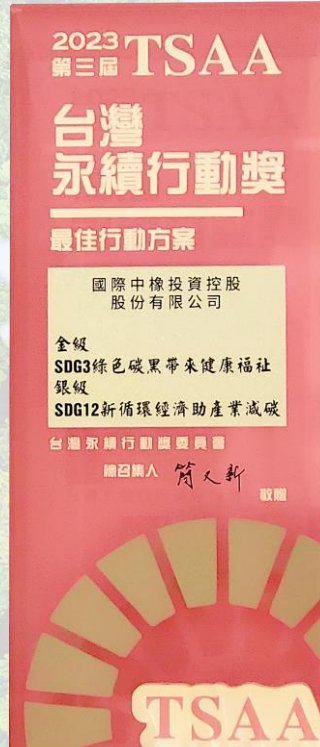 2023 TSAA
第三屆
台灣
永續行動獎
最佳行動方案
國際中橡投資控股
股份有限公司
金級
SDG3綠色碳黑帶來健康福祉
銀級
SDG12新循環經濟助產業減碳
台灣永續行動獎委員會
總召集人 簡又新
敬贈
TSAA